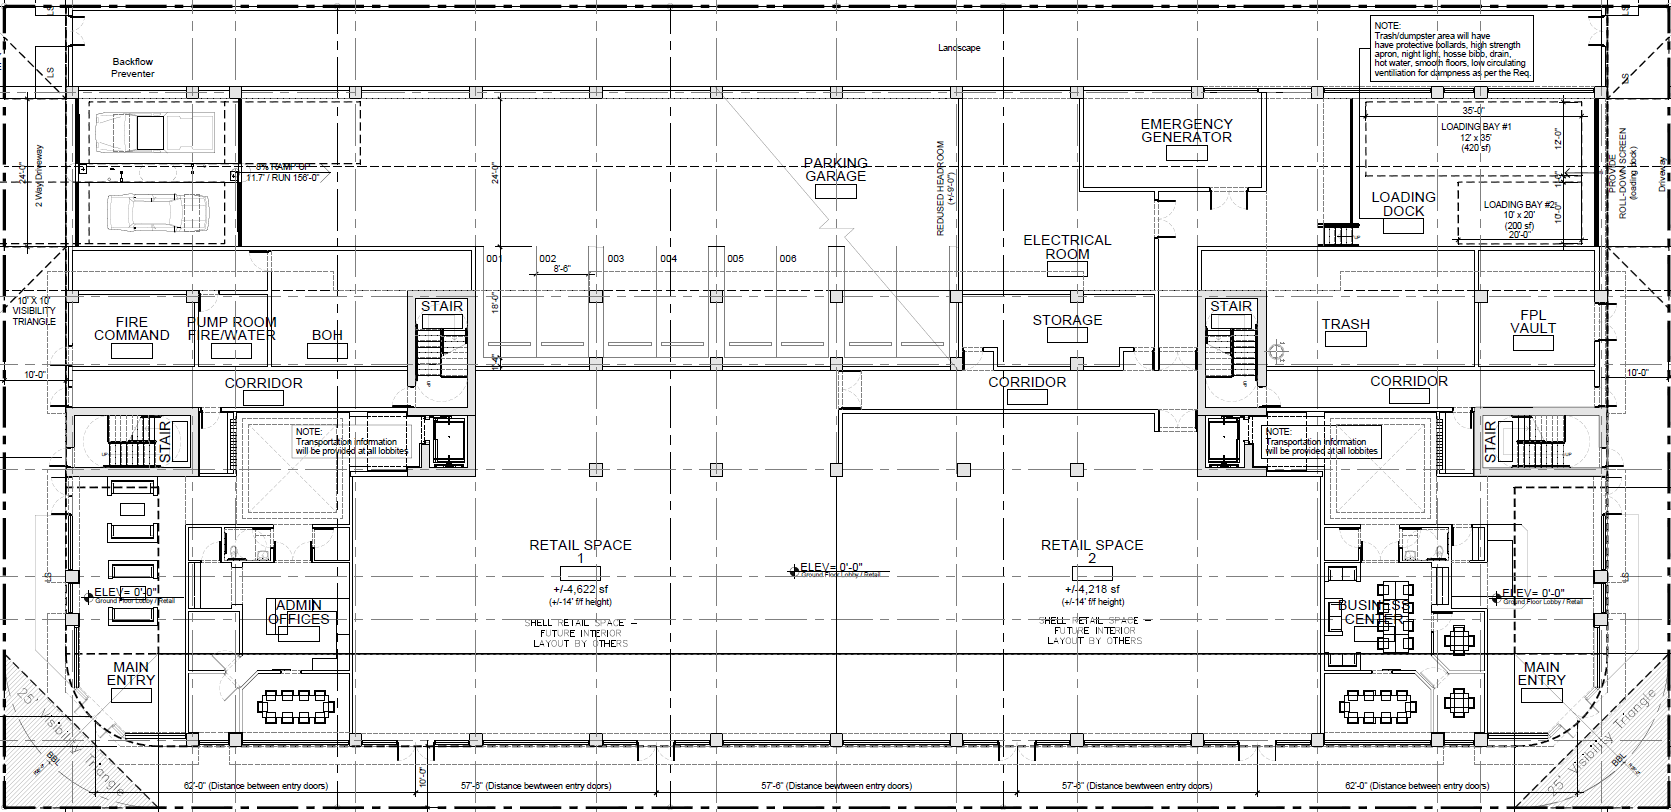 LS
LS
LS
LS
Backflow
Preventer
Landscape
NOTE:
Trash/dumpster area will have
have protective bollards, high strength
apron, night light, hosse bibb, drain,
hot water, smooth floors, low circulating
ventiliation for dampness as per the Req.
24'-0"
2 Way Driveway
8% RAMP UP
11.7' / RUN 156'-0"
24'-0"
PARKING
GARAGE
REDUSED HEADROOM
EMERGENCY
GENERATOR
35'-0"
LOADING BAY #1
12' x 35'
(420 sf)
12'-0"
LOADING
DOCK
LOADING BAY #2
10' x 20'
(200 sf)
20'-0"
10'-0"
PROVIDE
ROLL-DOWN SCREEN
(loading dock)
Driveway
ELECTRICAL
ROOM
001
002
003
004
005
006
8'-6"
18'-0"
10' X 10'
VISIBILITY
TRIANGLE
FIRE
COMMAND
PUMP ROOM
FIRE/WATER
BOH
STAIR
STORAGE
STAIR
TRASH
FPL
VAULT
10'-0"
CORRIDOR
CORRIDOR
CORRIDOR
10'-0"
STAIR
NOTE:
Transportation information
will be provided at all lobbites
NOTE:
Transportation information
will be provided at all lobbites
STAIR
RETAIL SPACE
1
+/-4,622 sf
(+/-14' f/f height)
SHELL RETAIL SPACE –
FUTURE INTERIOR
LAYOUT BY OTHERS
ELEV= 0'-0"
Ground Floor Lobby / Retail
RETAIL SPACE
2
+/-4,218 sf
(+/-14' f/f height)
SHELL RETAIL SPACE –
FUTURE INTERIOR
LAYOUT BY OTHERS
LS
ELEV= 0'-0"
Ground Floor Lobby / Retail
ADMIN
OFFICES
BUSINESS
CENTER
ELEV= 0'-0"
Ground Floor Lobby / Retail
LS
MAIN
ENTRY
MAIN
ENTRY
25' Visibility Triangle
BBL
25' Visibility Triangle
BBL
10'-0"
62'-0" (Distance bewtween entry doors)
57'-6" (Distance bewtween entry doors)
57'-6" (Distance bewtween entry doors)
57'-6" (Distance bewtween entry doors)
62'-0" (Distance bewtween entry doors)